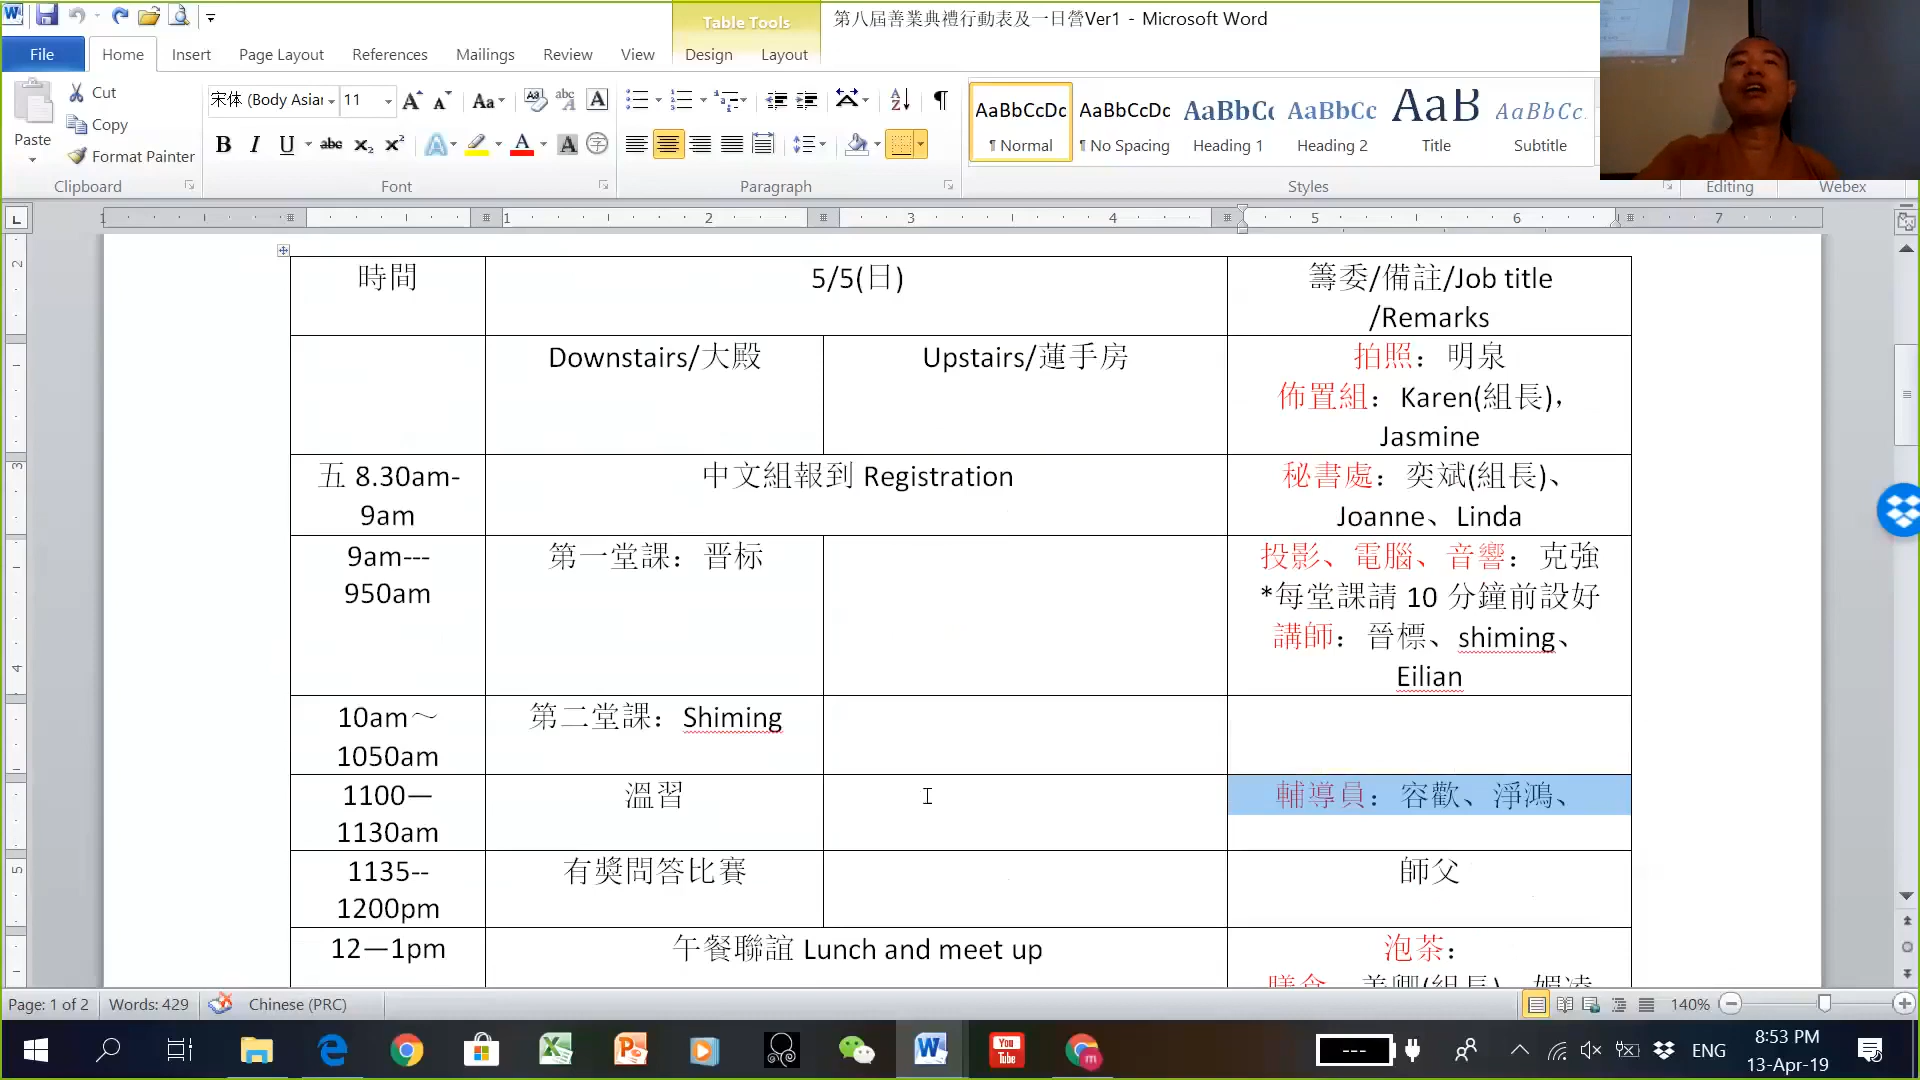 Table Tools
第八屆善業典禮行動表及一日營Ver1 - Microsoft Word
File Home Insert Page Layout References Mailings Review View Design Layout
Cut
Copy
Paste
Format Painter
宋体 (Body Asiar 11
AaBbCcDc AaBbCcDc AaBbCc AaBbCc AaB AaBbCc.
¶ Normal ¶ No Spacing Heading 1 Heading 2 Title Subtitle
Clipboard Font Paragraph Styles Editing Webex
時間 5/5(日) 籌委/備註/Job title
/Remarks
Downstairs/大殿 Upstairs/蓮手房 拍照：明泉
佈置組：Karen(組長)，
Jasmine
五 8.30am-
9am
中文組報到 Registration
秘書處：奕斌(組長)、
Joanne、Linda
9am---
950am
第一堂課：晋标
投影、電腦、音響：克強
*每堂課請 10 分鐘前設好
講師：晉標、shiming、
Eilian
10am～
1050am
第二堂課：Shiming
1100—
1130am
溫習
輔導員：容歡、淨鴻、
1135--
1200pm
有獎問答比賽
師父
12—1pm 午餐聯誼 Lunch and meet up 泡茶：
Page: 1 of 2 Words: 429 Chinese (PRC) 140%
ENG
8:53 PM
13-Apr-19